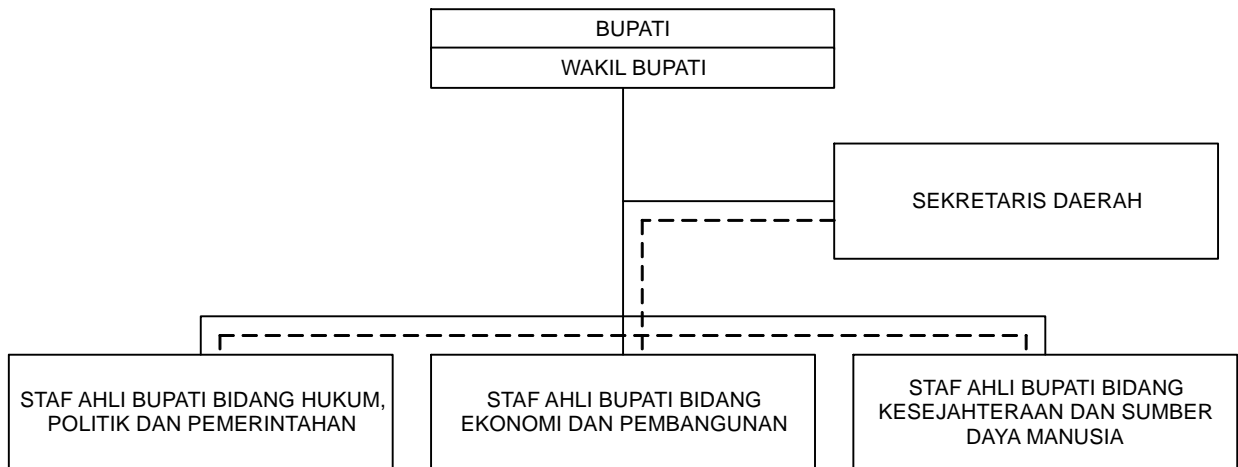 BUPATI
WAKIL BUPATI
SEKRETARIS DAERAH
STAF AHLI BUPATI BIDANG HUKUM,
POLITIK DAN PEMERINTAHAN
STAF AHLI BUPATI BIDANG
EKONOMI DAN PEMBANGUNAN
STAF AHLI BUPATI BIDANG
KESEJAHTERAAN DAN SUMBER
DAYA MANUSIA